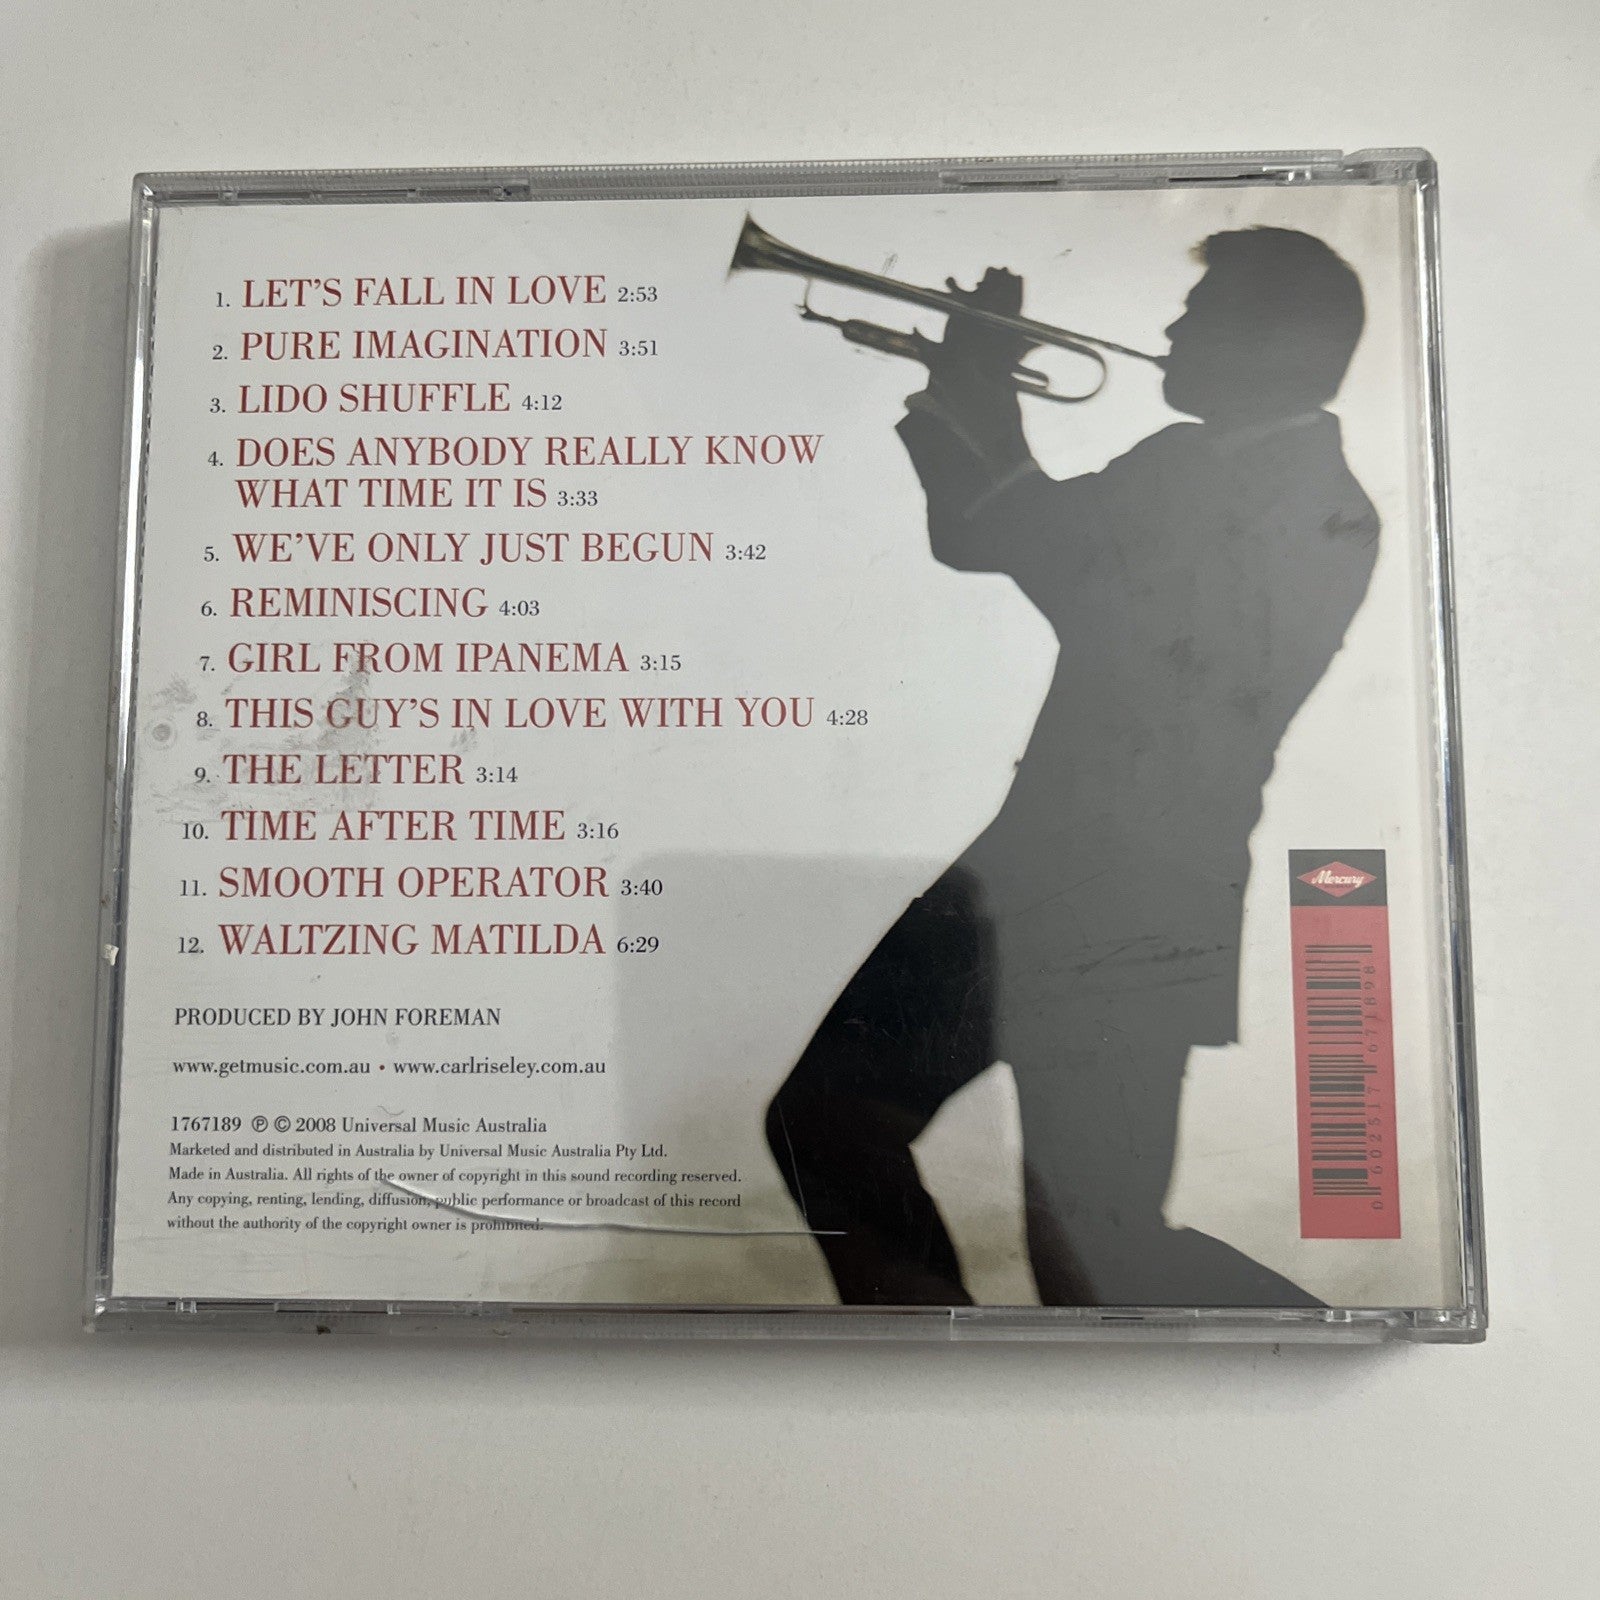 1. LET'S FALL IN LOVE 2:53
2. PURE IMAGINATION 3:51
3. LIDO SHUFFLE 4:12
4. DOES ANYBODY REALLY KNOW
WHAT TIME IT IS 3:33
5. WE'VE ONLY JUST BEGUN 3:42
6. REMINISCING 4:03
7. GIRL FROM IPANEMA 3:15
8. THIS GUY'S IN LOVE WITH YOU 4:28
9. THE LETTER 3:14
10. TIME AFTER TIME 3:16
11. SMOOTH OPERATOR 3:40
12. WALTZING MATILDA 6:29
PRODUCED BY JOHN FOREMAN
www.getmusic.com.au • www.carlriseley.com.au
1767189 ℗ © 2008 Universal Music Australia
Marketed and distributed in Australia by Universal Music Australia Pty Ltd.
Made in Australia. All rights of the owner of copyright in this sound recording reserved.
Any copying, renting, lending, diffusion, public performance or broadcast of this record
without the authority of the copyright owner is prohibited.
Mercury
0 602517 671898